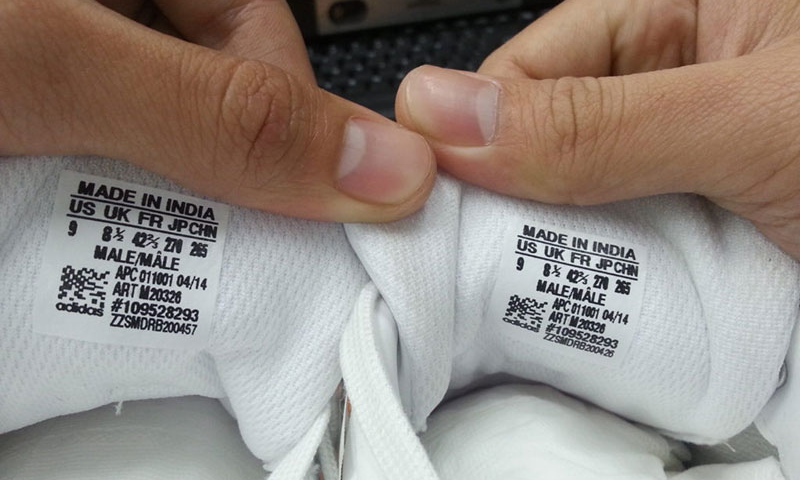 MADE IN INDIA
US UK FR JP CHN
9 8½ 42⅔ 270 265
MALE/MÂLE
APC 011001 04/14
ART M20326
#109528293
adidas
ZZSMDRB200457
MADE IN INDIA
US UK FR JP CHN
9 8½ 42⅔ 270 265
MALE/MÂLE
APC 011001 04/14
ART M20326
#109528293
adidas
ZZSMDRB200426